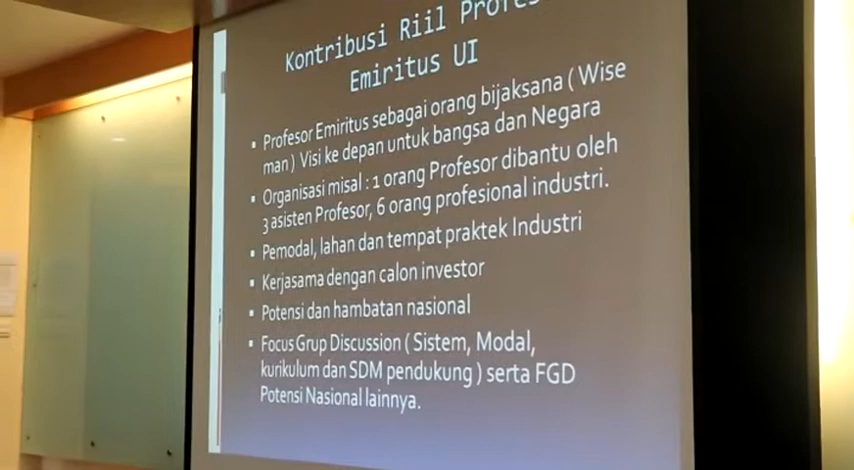 Kontribusi Riil
Emiritus UI
▪ Profesor Emiritus sebagai orang bijaksana ( Wise
man ) Visi ke depan untuk bangsa dan Negara
▪ Organisasi misal : 1 orang Profesor dibantu oleh
3 asisten Profesor, 6 orang profesional industri.
▪ Pemodal, lahan dan tempat praktek Industri
▪ Kerjasama dengan calon investor
▪ Potensi dan hambatan nasional
▪ Focus Grup Discussion ( Sistem, Modal,
kurikulum dan SDM pendukung ) serta FGD
Potensi Nasional lainnya.